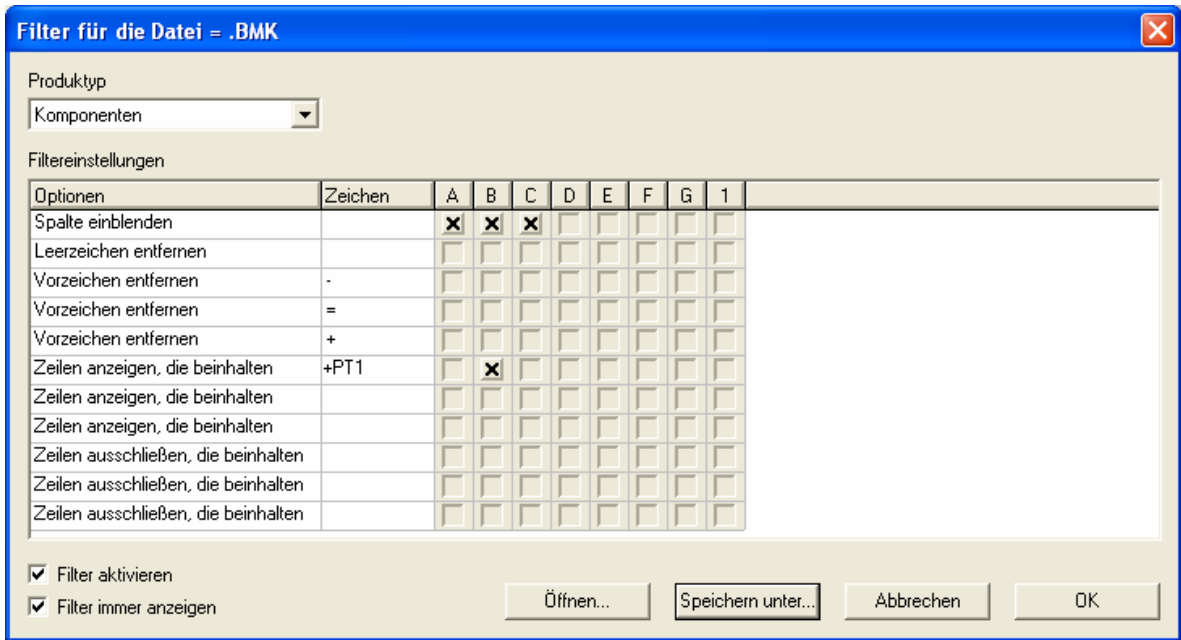 Filter für die Datei = .BMK
Produktyp
Komponenten
Filtereinstellungen
Optionen Zeichen A B C D E F G 1
Spalte einblenden
Leerzeichen entfernen
Vorzeichen entfernen -
Vorzeichen entfernen =
Vorzeichen entfernen +
Zeilen anzeigen, die beinhalten +PT1
Zeilen anzeigen, die beinhalten
Zeilen anzeigen, die beinhalten
Zeilen ausschließen, die beinhalten
Zeilen ausschließen, die beinhalten
Zeilen ausschließen, die beinhalten
Filter aktivieren
Filter immer anzeigen
Öffnen... Speichern unter... Abbrechen OK